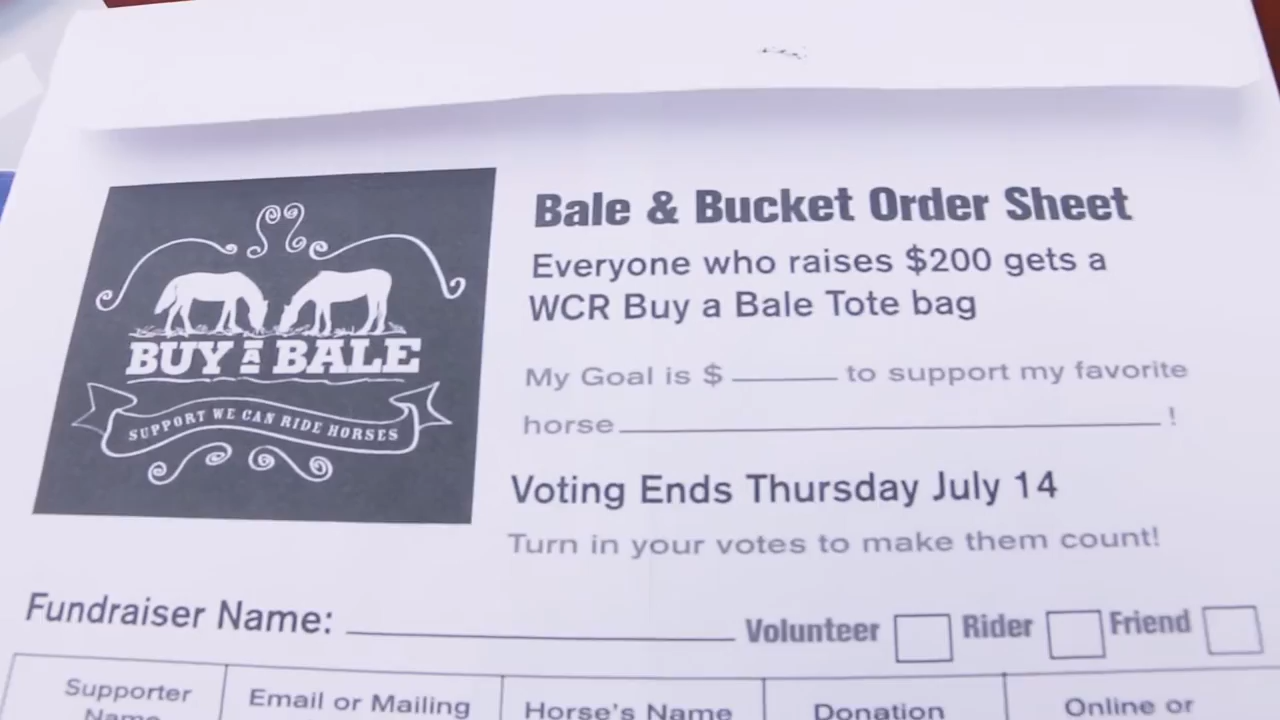 Bale & Bucket Order Sheet
Everyone who raises $200 gets a
WCR Buy a Bale Tote bag
My Goal is $ to support my favorite
horse !
Voting Ends Thursday July 14
Turn in your votes to make them count!
BUY A BALE
SUPPORT WE CAN RIDE HORSES
Fundraiser Name: Volunteer Rider Friend
Supporter Name
Email or Mailing
Horse's Name
Donation
Online or